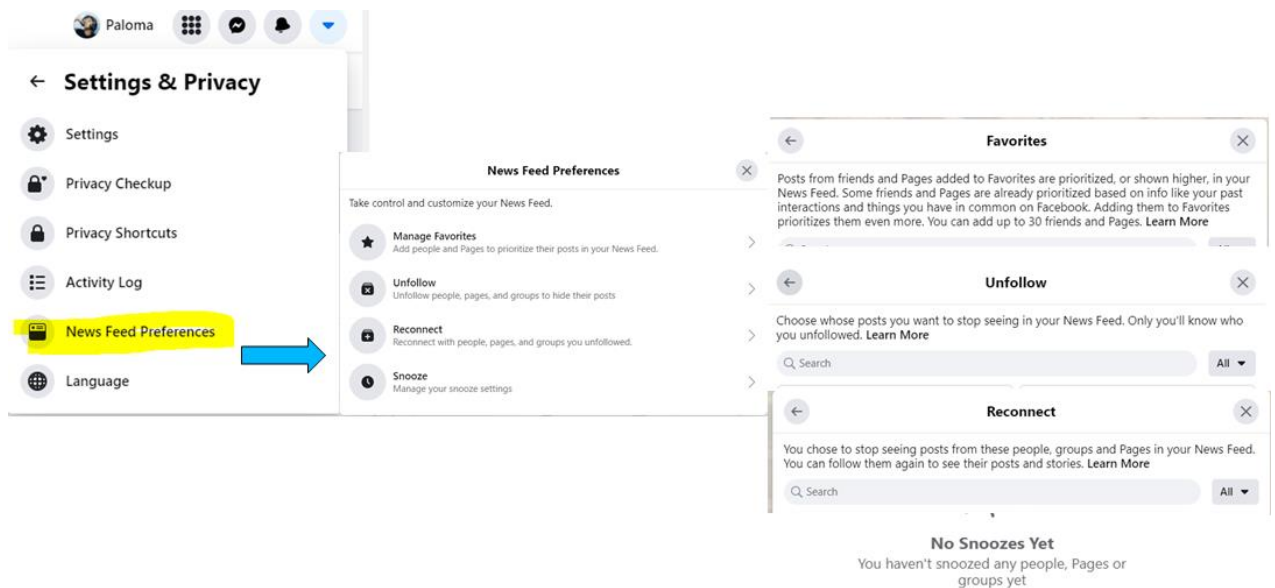 Paloma
Settings & Privacy
Settings
Privacy Checkup
Privacy Shortcuts
Activity Log
News Feed Preferences
Language
News Feed Preferences
Take control and customize your News Feed.
Manage Favorites
Add people and Pages to prioritize their posts in your News Feed.
Unfollow
Unfollow people, pages, and groups to hide their posts
Reconnect
Reconnect with people, pages, and groups you unfollowed.
Snooze
Manage your snooze settings
Favorites
Posts from friends and Pages added to Favorites are prioritized, or shown higher, in your
News Feed. Some friends and Pages are already prioritized based on info like your past
interactions and things you have in common on Facebook. Adding them to Favorites
prioritizes them even more. You can add up to 30 friends and Pages. Learn More
Unfollow
Choose whose posts you want to stop seeing in your News Feed. Only you'll know who
you unfollowed. Learn More
Search
All
Reconnect
You chose to stop seeing posts from these people, groups and Pages in your News Feed.
You can follow them again to see their posts and stories. Learn More
Search
All
No Snoozes Yet
You haven't snoozed any people, Pages or
groups yet